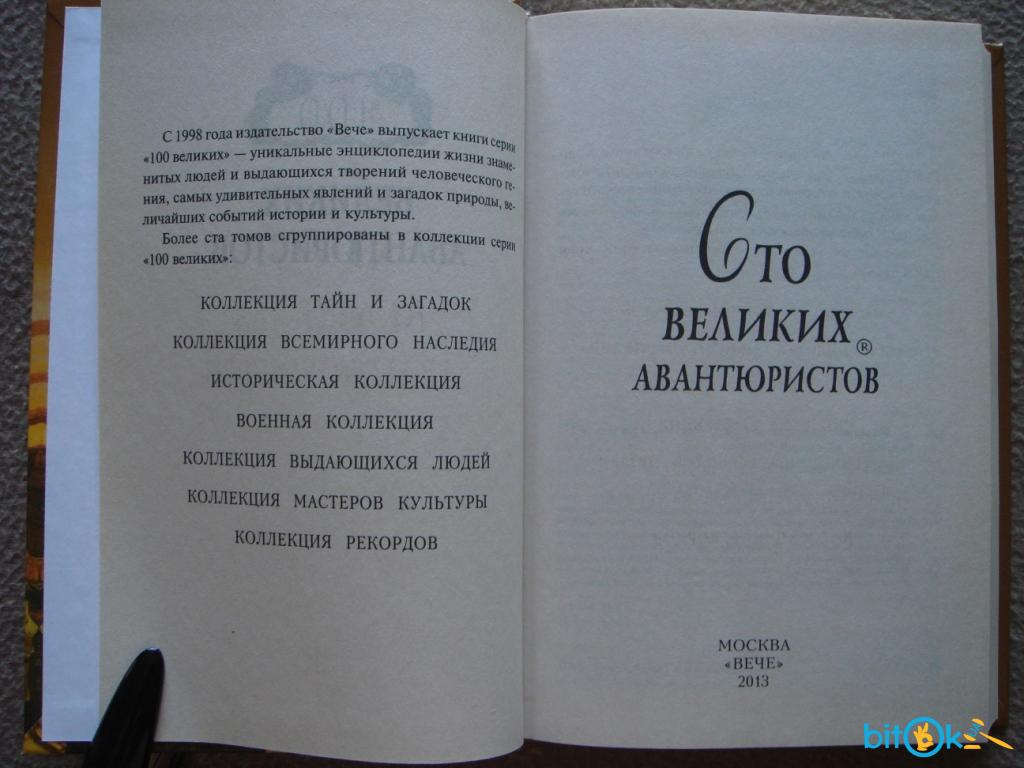 С 1998 года издательство «Вече» выпускает книги серии
«100 великих» — уникальные энциклопедии жизни знаме-
нитых людей и выдающихся творений человеческого ге-
ния, самых удивительных явлений и загадок природы, ве-
личайших событий истории и культуры.
Более ста томов сгруппированы в коллекции серии
«100 великих»:
КОЛЛЕКЦИЯ ТАЙН И ЗАГАДОК
КОЛЛЕКЦИЯ ВСЕМИРНОГО НАСЛЕДИЯ
ИСТОРИЧЕСКАЯ КОЛЛЕКЦИЯ
ВОЕННАЯ КОЛЛЕКЦИЯ
КОЛЛЕКЦИЯ ВЫДАЮЩИХСЯ ЛЮДЕЙ
КОЛЛЕКЦИЯ МАСТЕРОВ КУЛЬТУРЫ
КОЛЛЕКЦИЯ РЕКОРДОВ
Сто
ВЕЛИКИХ®
АВАНТЮРИСТОВ
МОСКВА
«ВЕЧЕ»
2013
bitOk